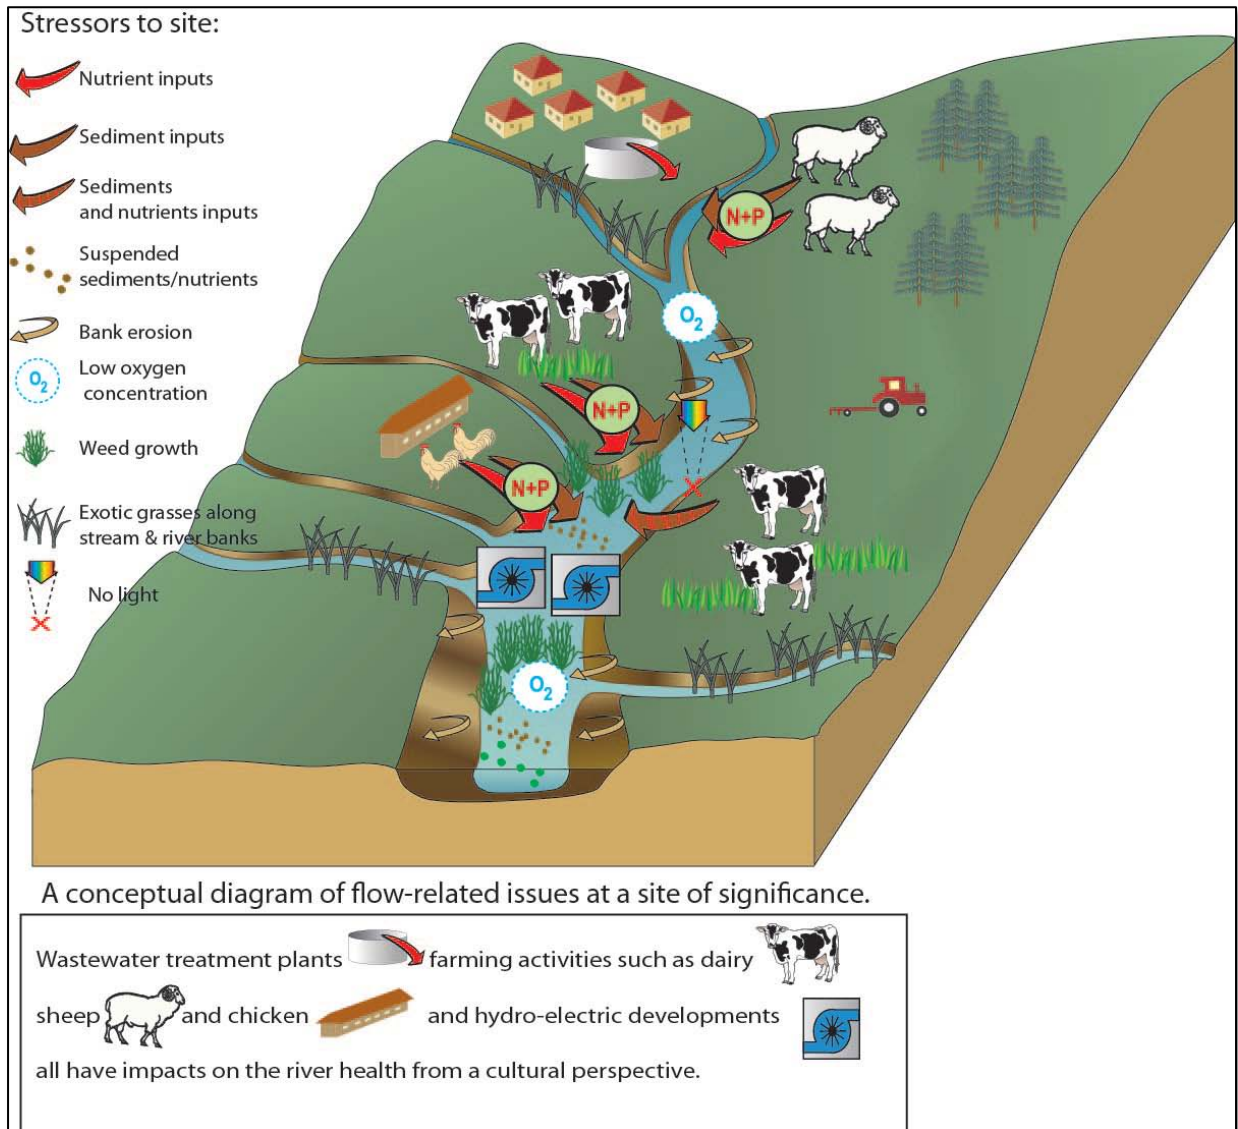 Stressors to site:
Nutrient inputs
Sediment inputs
Sediments
and nutrients inputs
Suspended
sediments/nutrients
Bank erosion
O2
Low oxygen
concentration
Weed growth
Exotic grasses along
stream & river banks
No light
N+P
O2
N+P
N+P
O2
A conceptual diagram of flow-related issues at a site of significance.
Wastewater treatment plants farming activities such as dairy
sheep and chicken and hydro-electric developments
all have impacts on the river health from a cultural perspective.